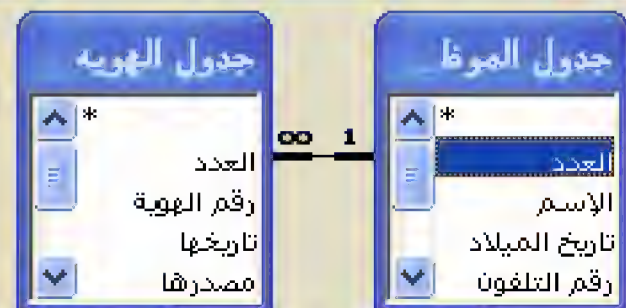 جدول الموظ
*
العدد
الإسم
تاريخ الميلاد
رقم التلفون
1
∞
جدول الهويه
*
العدد
رقم الهوية
تاريخها
مصدرها